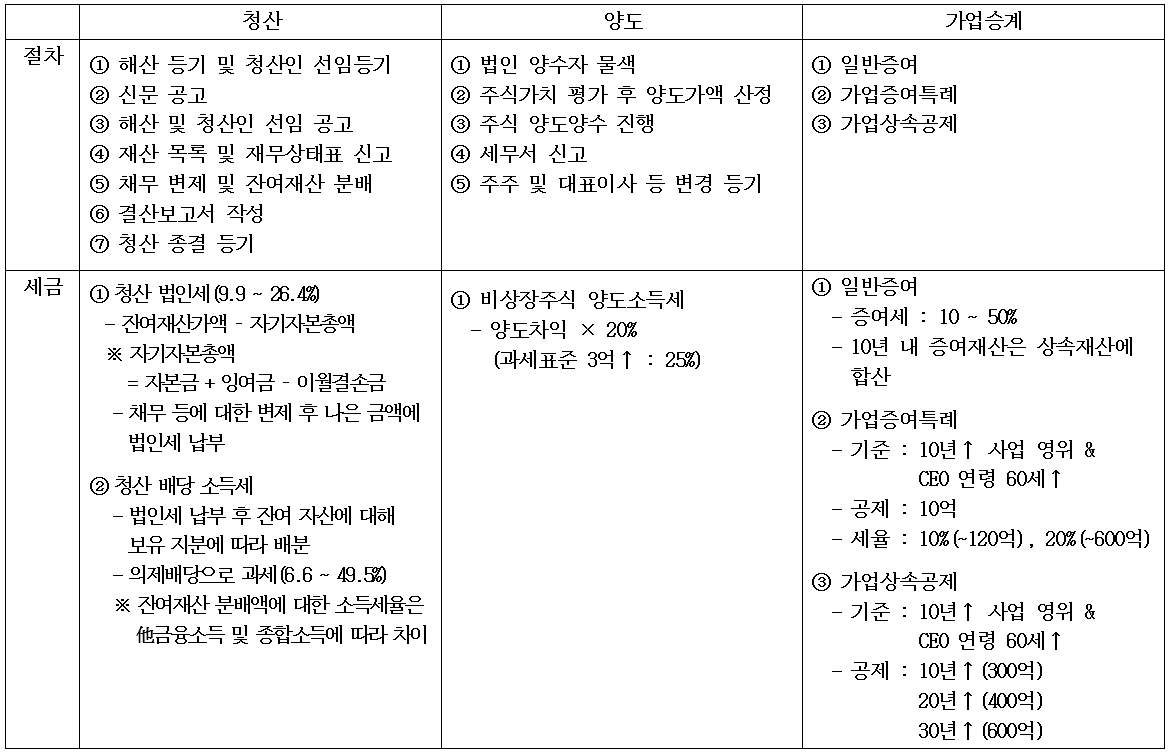 청산
양도
가업승계
절차
① 해산 등기 및 청산인 선임등기
② 신문 공고
③ 해산 및 청산인 선임 공고
④ 재산 목록 및 재무상태표 신고
⑤ 채무 변제 및 잔여재산 분배
⑥ 결산보고서 작성
⑦ 청산 종결 등기
① 법인 양수자 물색
② 주식가치 평가 후 양도가액 산정
③ 주식 양도양수 진행
④ 세무서 신고
⑤ 주주 및 대표이사 등 변경 등기
① 일반증여
② 가업증여특례
③ 가업상속공제
세금
① 청산 법인세(9.9 ~ 26.4%)
- 잔여재산가액 - 자기자본총액
※ 자기자본총액
= 자본금 + 잉여금 - 이월결손금
- 채무 등에 대한 변제 후 나은 금액에
법인세 납부
② 청산 배당 소득세
- 법인세 납부 후 잔여 자산에 대해
보유 지분에 따라 배분
- 의제배당으로 과세(6.6 ~ 49.5%)
※ 잔여재산 분배액에 대한 소득세율은
他금융소득 및 종합소득에 따라 차이
① 비상장주식 양도소득세
- 양도차익 × 20%
(과세표준 3억↑ : 25%)
① 일반증여
- 증여세 : 10 ~ 50%
- 10년 내 증여재산은 상속재산에
합산
② 가업증여특례
- 기준 : 10년↑ 사업 영위 &
CEO 연령 60세↑
- 공제 : 10억
- 세율 : 10%(~120억), 20%(~600억)
③ 가업상속공제
- 기준 : 10년↑ 사업 영위 &
CEO 연령 60세↑
- 공제 : 10년↑(300억)
20년↑(400억)
30년↑(600억)